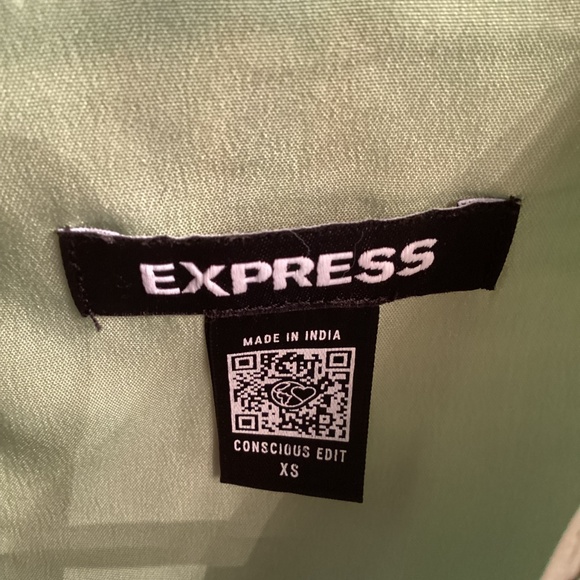 EXPRESS
MADE IN INDIA
CONSCIOUS EDIT
XS